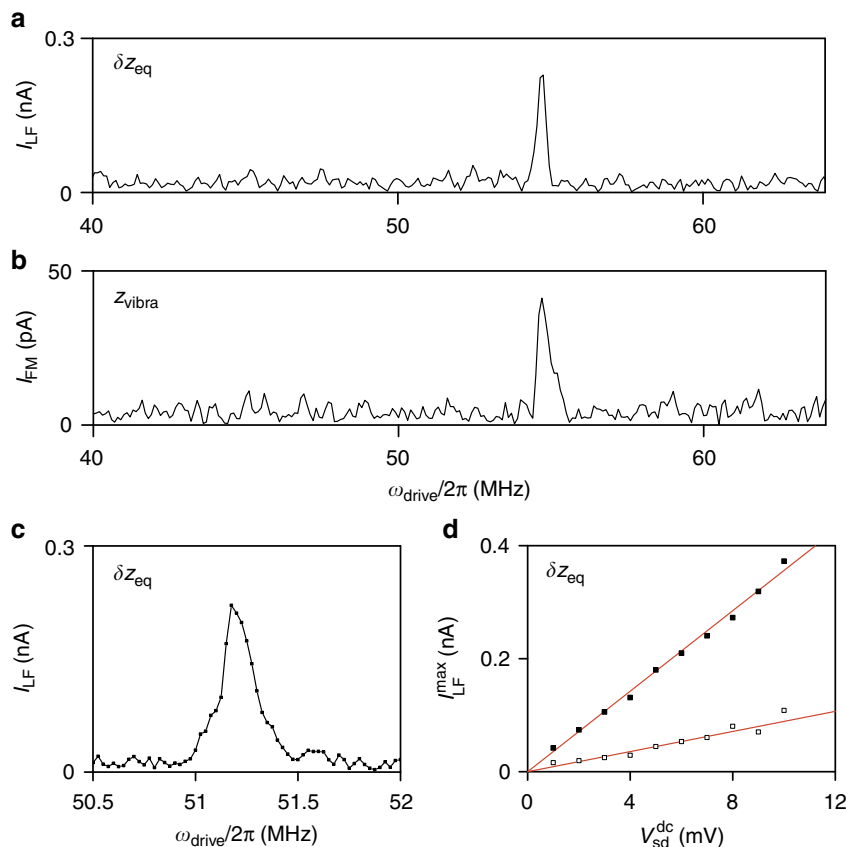 a
0.3
δz_eq
I_LF (nA)
0
40 50 60
b
50
z_vibra
I_FM (pA)
0
40 50 60
ω_drive/2π (MHz)
c
0.3
δz_eq
I_LF (nA)
0
50.5 51 51.5 52
ω_drive/2π (MHz)
d
0.4
δz_eq
I_LF^max (nA)
0.2
0
0 4 8 12
V_sd^dc (mV)